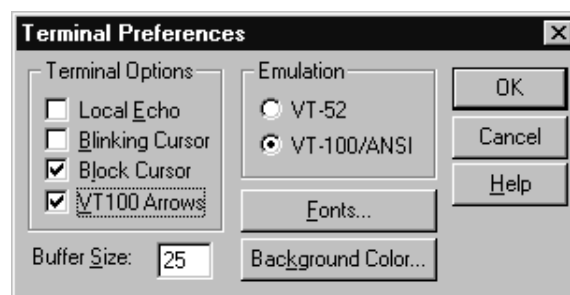 Terminal Preferences
Terminal Options
Local Echo
Blinking Cursor
Block Cursor
VT100 Arrows
Buffer Size: 25
Emulation
VT-52
VT-100/ANSI
Fonts...
Background Color...
OK
Cancel
Help